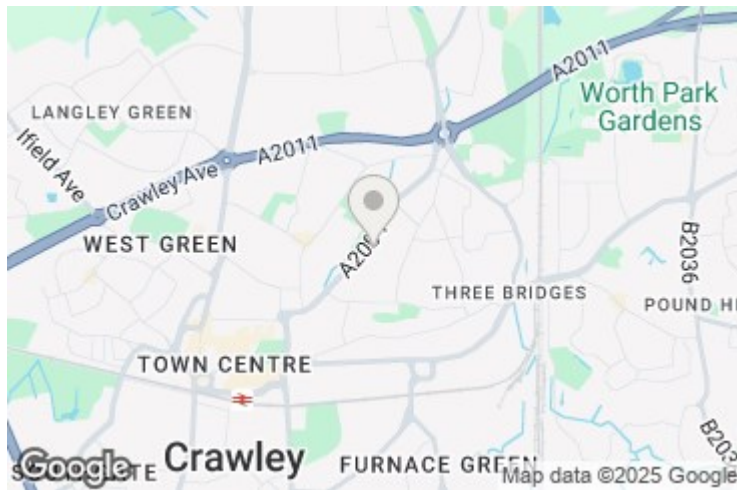 A2011
Worth Park
Gardens
LANGLEY GREEN
Ifield Ave
A2011
Crawley Ave
B2036
WEST GREEN
THREE BRIDGES
POUND H
TOWN CENTRE
B203
Crawley
FURNACE GREEN
Google
Map data ©2025 Google